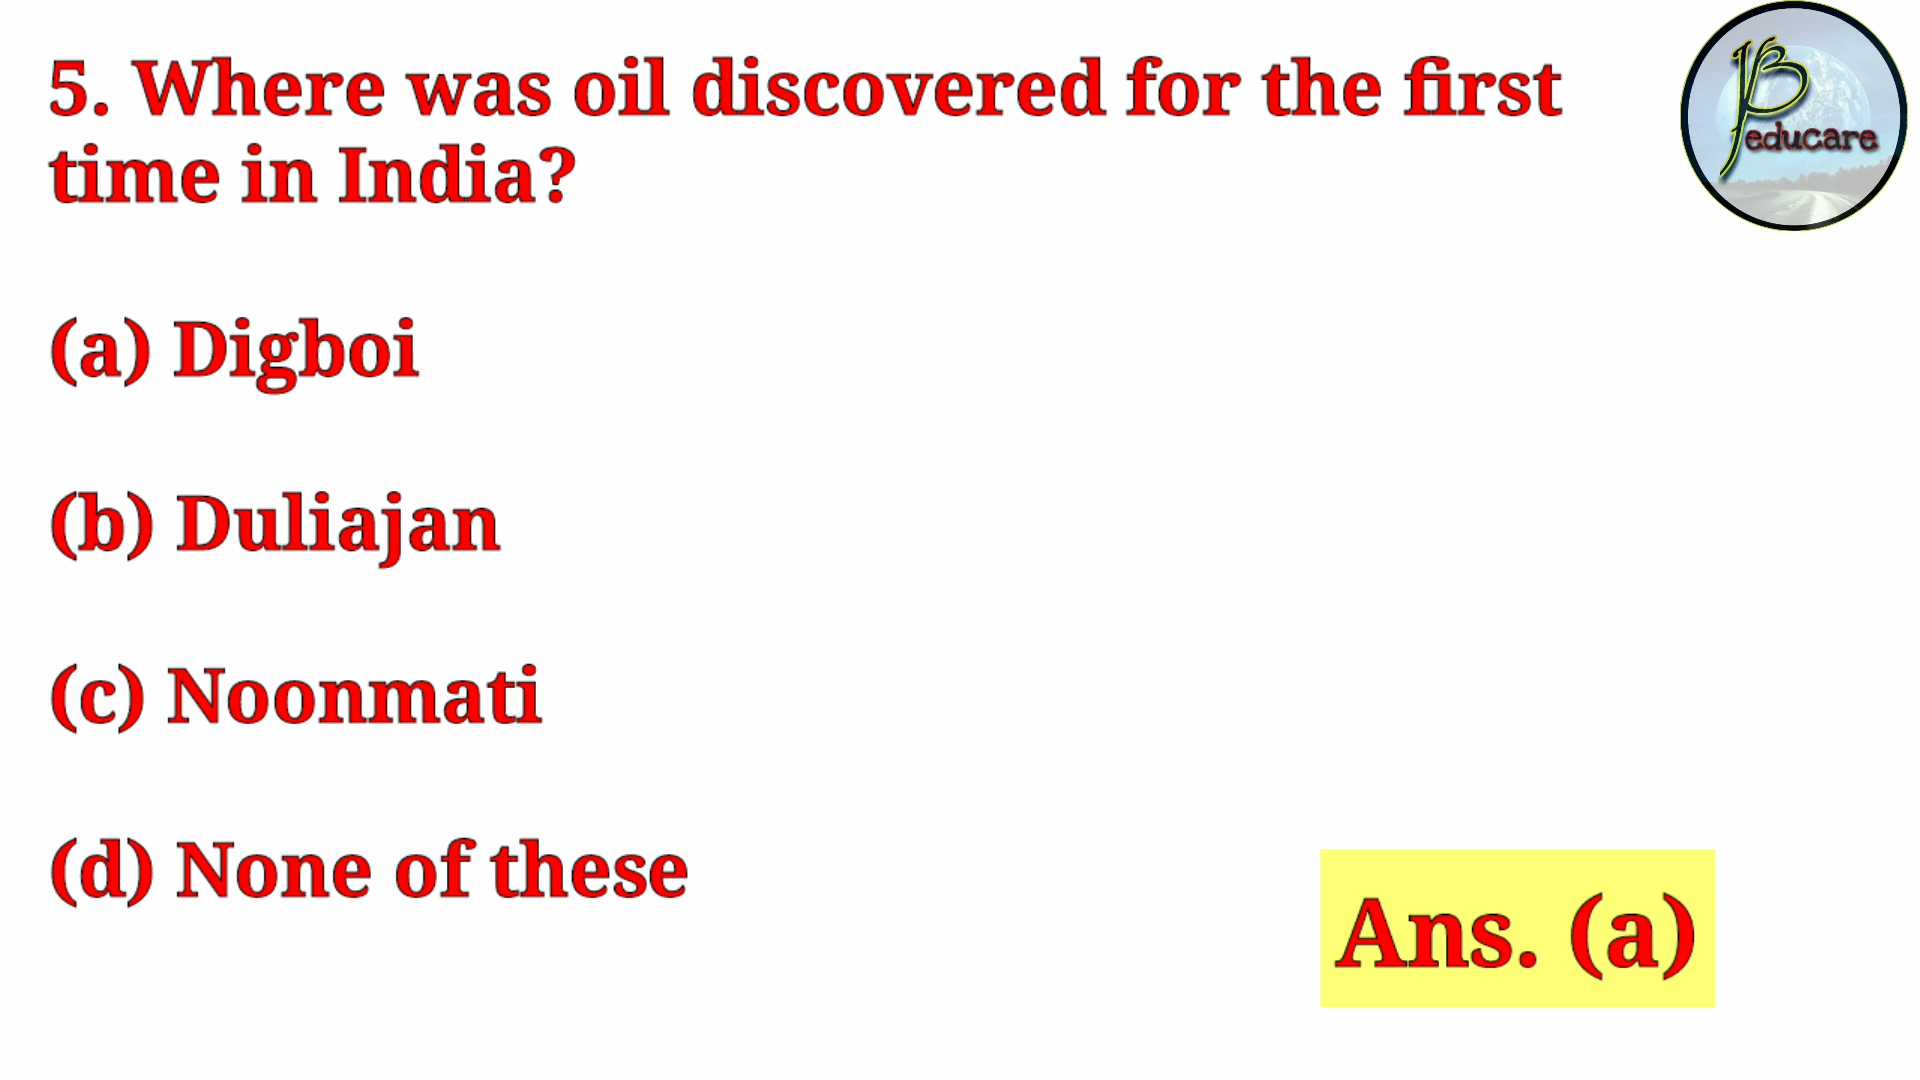 5. Where was oil discovered for the first
time in India?
(a) Digboi
(b) Duliajan
(c) Noonmati
(d) None of these
Ans. (a)
educare